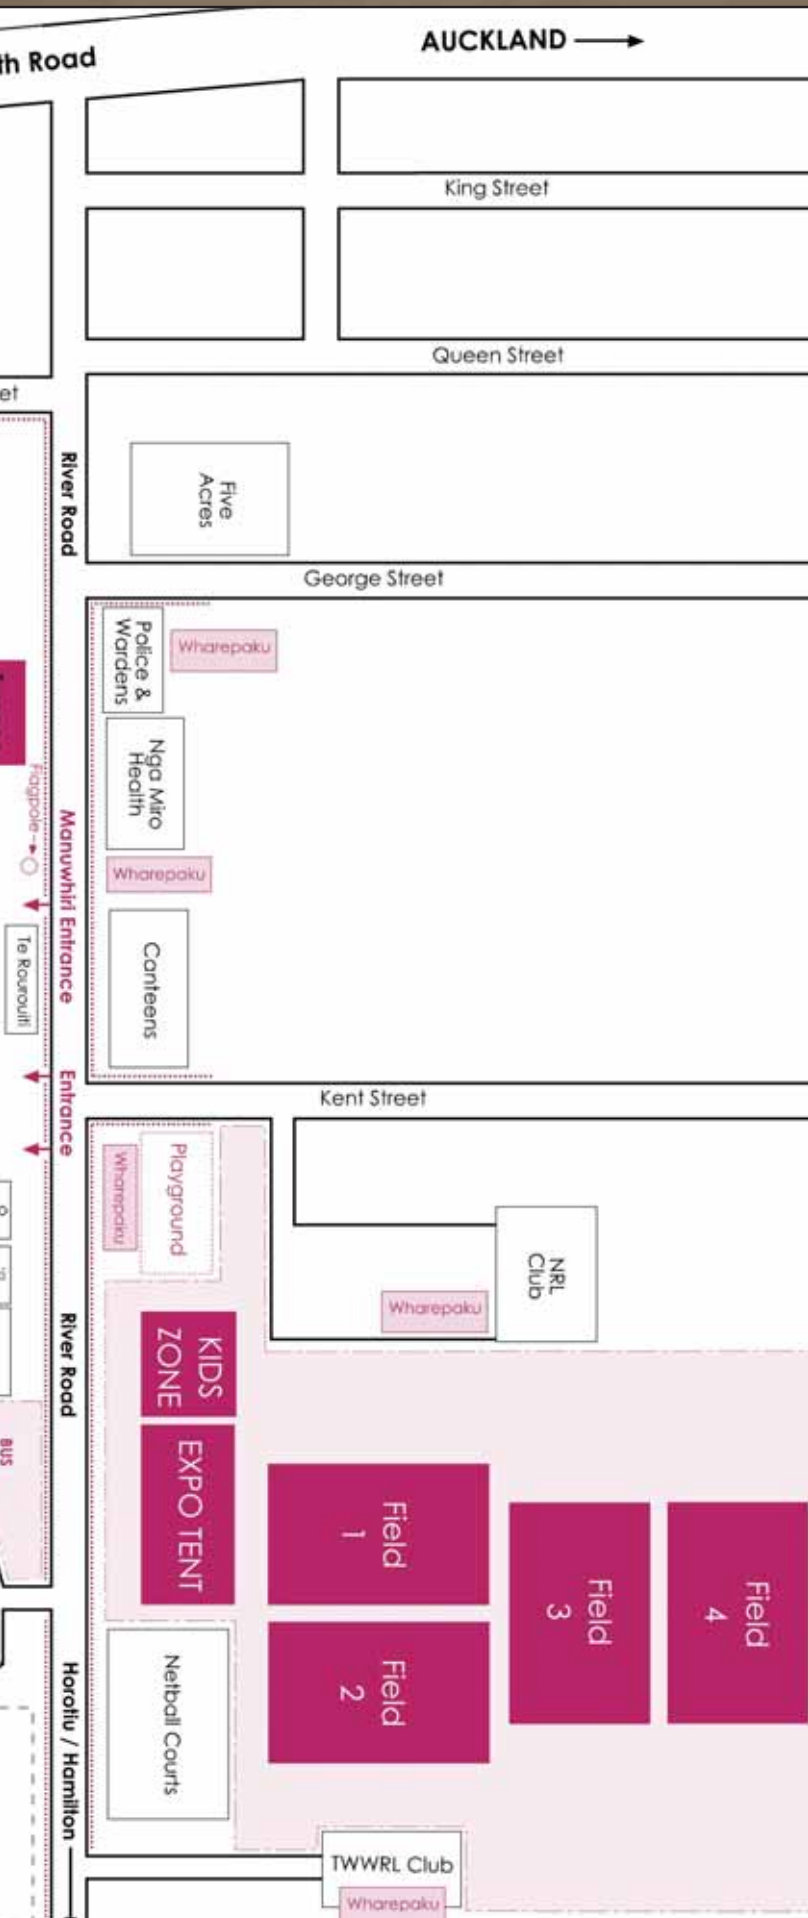 AUCKLAND
th Road
King Street
Queen Street
et
River Road
Five
Acres
George Street
Police &
Wardens
Wharepaku
Nga Miro
Health
Flagpole
Manuwhiri Entrance
Wharepaku
Te Rourouiti
Canteens
Entrance
Kent Street
Wharepaku
Playground
NRL
Club
Wharepaku
River Road
KIDS
ZONE
BUS
EXPO TENT
Field
1
Field
3
Field
4
Field
2
Netball Courts
Horotiu / Hamilton
TWWRL Club
Wharepaku